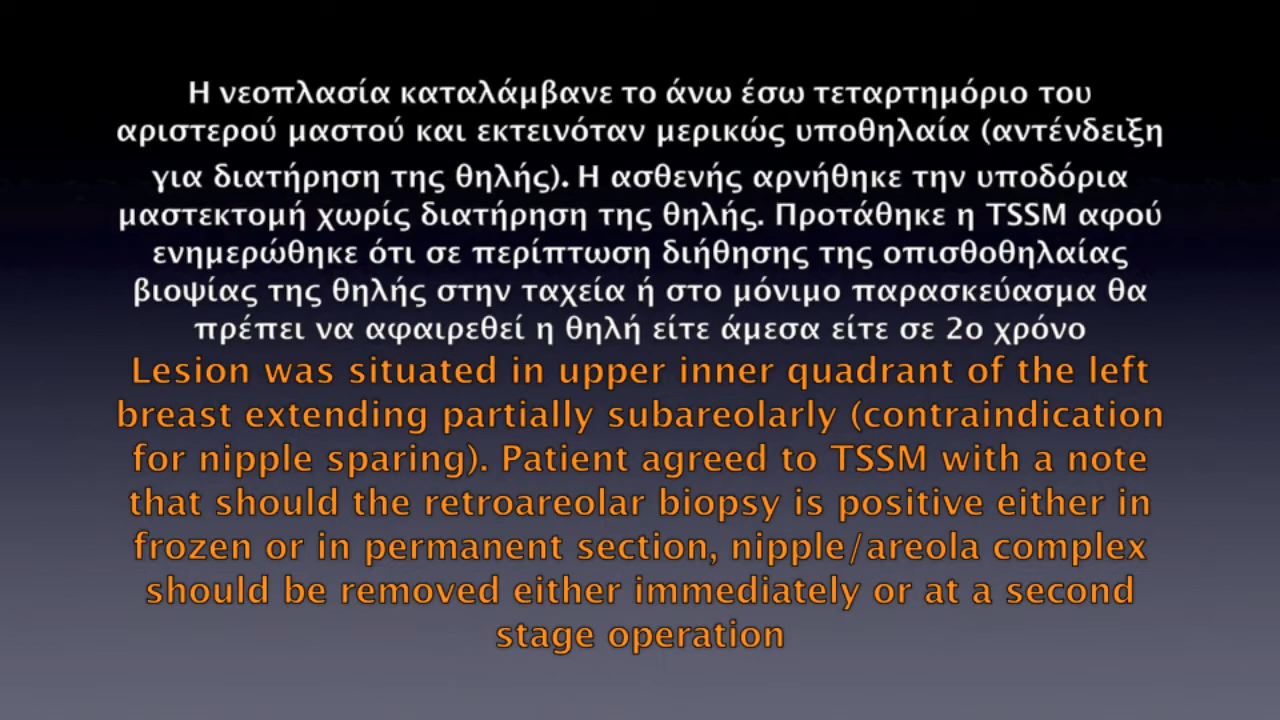 Η νεοπλασία καταλάμβανε το άνω έσω τεταρτημόριο του
αριστερού μαστού και εκτεινόταν μερικώς υποθηλαία (αντένδειξη
για διατήρηση της θηλής). Η ασθενής αρνήθηκε την υποδόρια
μαστεκτομή χωρίς διατήρηση της θηλής. Προτάθηκε η TSSM αφού
ενημερώθηκε ότι σε περίπτωση διήθησης της οπισθοθηλαίας
βιοψίας της θηλής στην ταχεία ή στο μόνιμο παρασκεύασμα θα
πρέπει να αφαιρεθεί η θηλή είτε άμεσα είτε σε 2ο χρόνο
Lesion was situated in upper inner quadrant of the left
breast extending partially subareolarly (contraindication
for nipple sparing). Patient agreed to TSSM with a note
that should the retroareolar biopsy is positive either in
frozen or in permanent section, nipple/areola complex
should be removed either immediately or at a second
stage operation